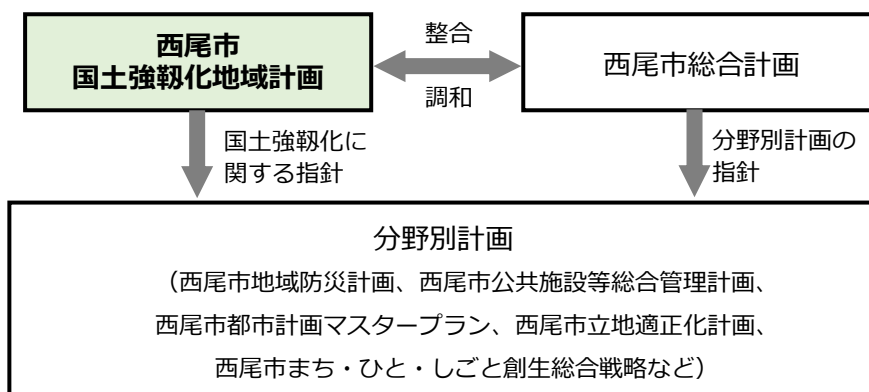 西尾市
国土強靱化地域計画
整合
調和
西尾市総合計画
国土強靱化に
関する指針
分野別計画の
指針
分野別計画
（西尾市地域防災計画、西尾市公共施設等総合管理計画、
西尾市都市計画マスタープラン、西尾市立地適正化計画、
西尾市まち・ひと・しごと創生総合戦略など）